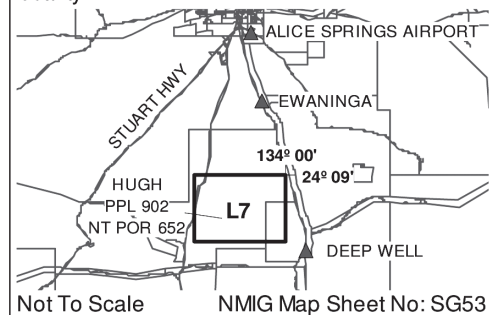 ALICE SPRINGS AIRPORT
STUART HWY
EWANINGA
134º 00'
24º 09'
HUGH
PPL 902
NT POR 652
L7
DEEP WELL
Not To Scale
NMIG Map Sheet No: SG53